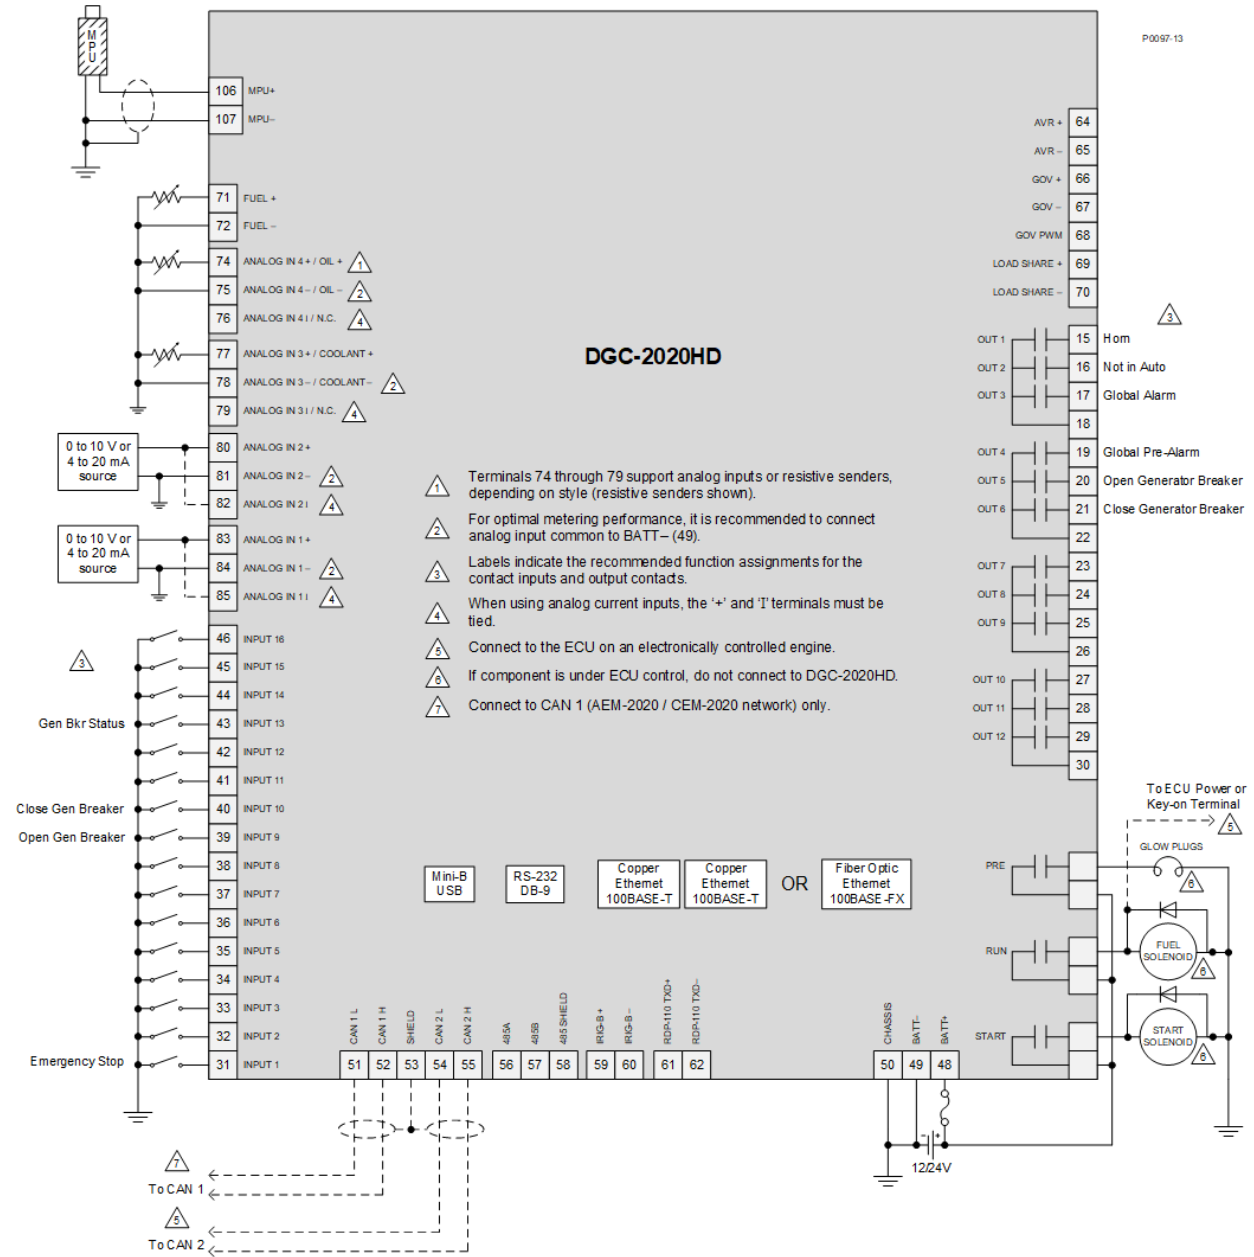 P0097-13
M
P
U
106 MPU+
107 MPU–
71 FUEL +
72 FUEL –
74 ANALOG IN 4 + / OIL + 1
75 ANALOG IN 4 – / OIL – 2
76 ANALOG IN 4 I / N.C. 4
77 ANALOG IN 3 + / COOLANT +
78 ANALOG IN 3 – / COOLANT – 2
79 ANALOG IN 3 I / N.C. 4
0 to 10 V or
4 to 20 mA
source
80 ANALOG IN 2 +
81 ANALOG IN 2 – 2
82 ANALOG IN 2 I 4
0 to 10 V or
4 to 20 mA
source
83 ANALOG IN 1 +
84 ANALOG IN 1 – 2
85 ANALOG IN 1 I 4
3
46 INPUT 16
45 INPUT 15
44 INPUT 14
Gen Bkr Status 43 INPUT 13
42 INPUT 12
41 INPUT 11
Close Gen Breaker 40 INPUT 10
Open Gen Breaker 39 INPUT 9
38 INPUT 8
37 INPUT 7
36 INPUT 6
35 INPUT 5
34 INPUT 4
33 INPUT 3
32 INPUT 2
Emergency Stop 31 INPUT 1
DGC-2020HD
1 Terminals 74 through 79 support analog inputs or resistive senders,
depending on style (resistive senders shown).
2 For optimal metering performance, it is recommended to connect
analog input common to BATT– (49).
3 Labels indicate the recommended function assignments for the
contact inputs and output contacts.
4 When using analog current inputs, the ‘+’ and ‘I’ terminals must be
tied.
5 Connect to the ECU on an electronically controlled engine.
6 If component is under ECU control, do not connect to DGC-2020HD.
7 Connect to CAN 1 (AEM-2020 / CEM-2020 network) only.
Mini-B
USB
RS-232
DB-9
Copper
Ethernet
100BASE-T
Copper
Ethernet
100BASE-T
OR
Fiber Optic
Ethernet
100BASE-FX
AVR + 64
AVR – 65
GOV + 66
GOV – 67
GOV PWM 68
LOAD SHARE + 69
LOAD SHARE – 70
3
OUT 1 15 Horn
OUT 2 16 Not in Auto
OUT 3 17 Global Alarm
18
OUT 4 19 Global Pre-Alarm
OUT 5 20 Open Generator Breaker
OUT 6 21 Close Generator Breaker
22
OUT 7 23
OUT 8 24
OUT 9 25
26
OUT 10 27
OUT 11 28
OUT 12 29
30
To ECU Power or
Key-on Terminal
5
GLOW PLUGS
PRE
6
RUN
FUEL
SOLENOID
6
START
START
SOLENOID
6
CAN 1 L
CAN 1 H
SHIELD
CAN 2 L
CAN 2 H
485A
485B
485 SHIELD
IRIG-B +
IRIG-B –
RDP-110 TXD+
RDP-110 TXD–
CHASSIS
BATT–
BATT+
51 52 53 54 55 56 57 58 59 60 61 62 50 49 48
- +
12/24V
7
To CAN 1
5
To CAN 2